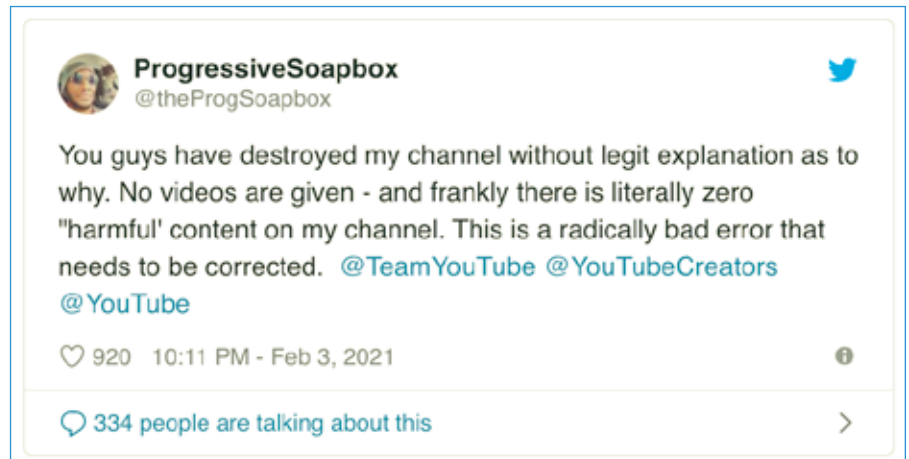 ProgressiveSoapbox
@theProgSoapbox
You guys have destroyed my channel without legit explanation as to
why. No videos are given - and frankly there is literally zero
"harmful' content on my channel. This is a radically bad error that
needs to be corrected.  @TeamYouTube @YouTubeCreators
@YouTube
920 10:11 PM - Feb 3, 2021
334 people are talking about this